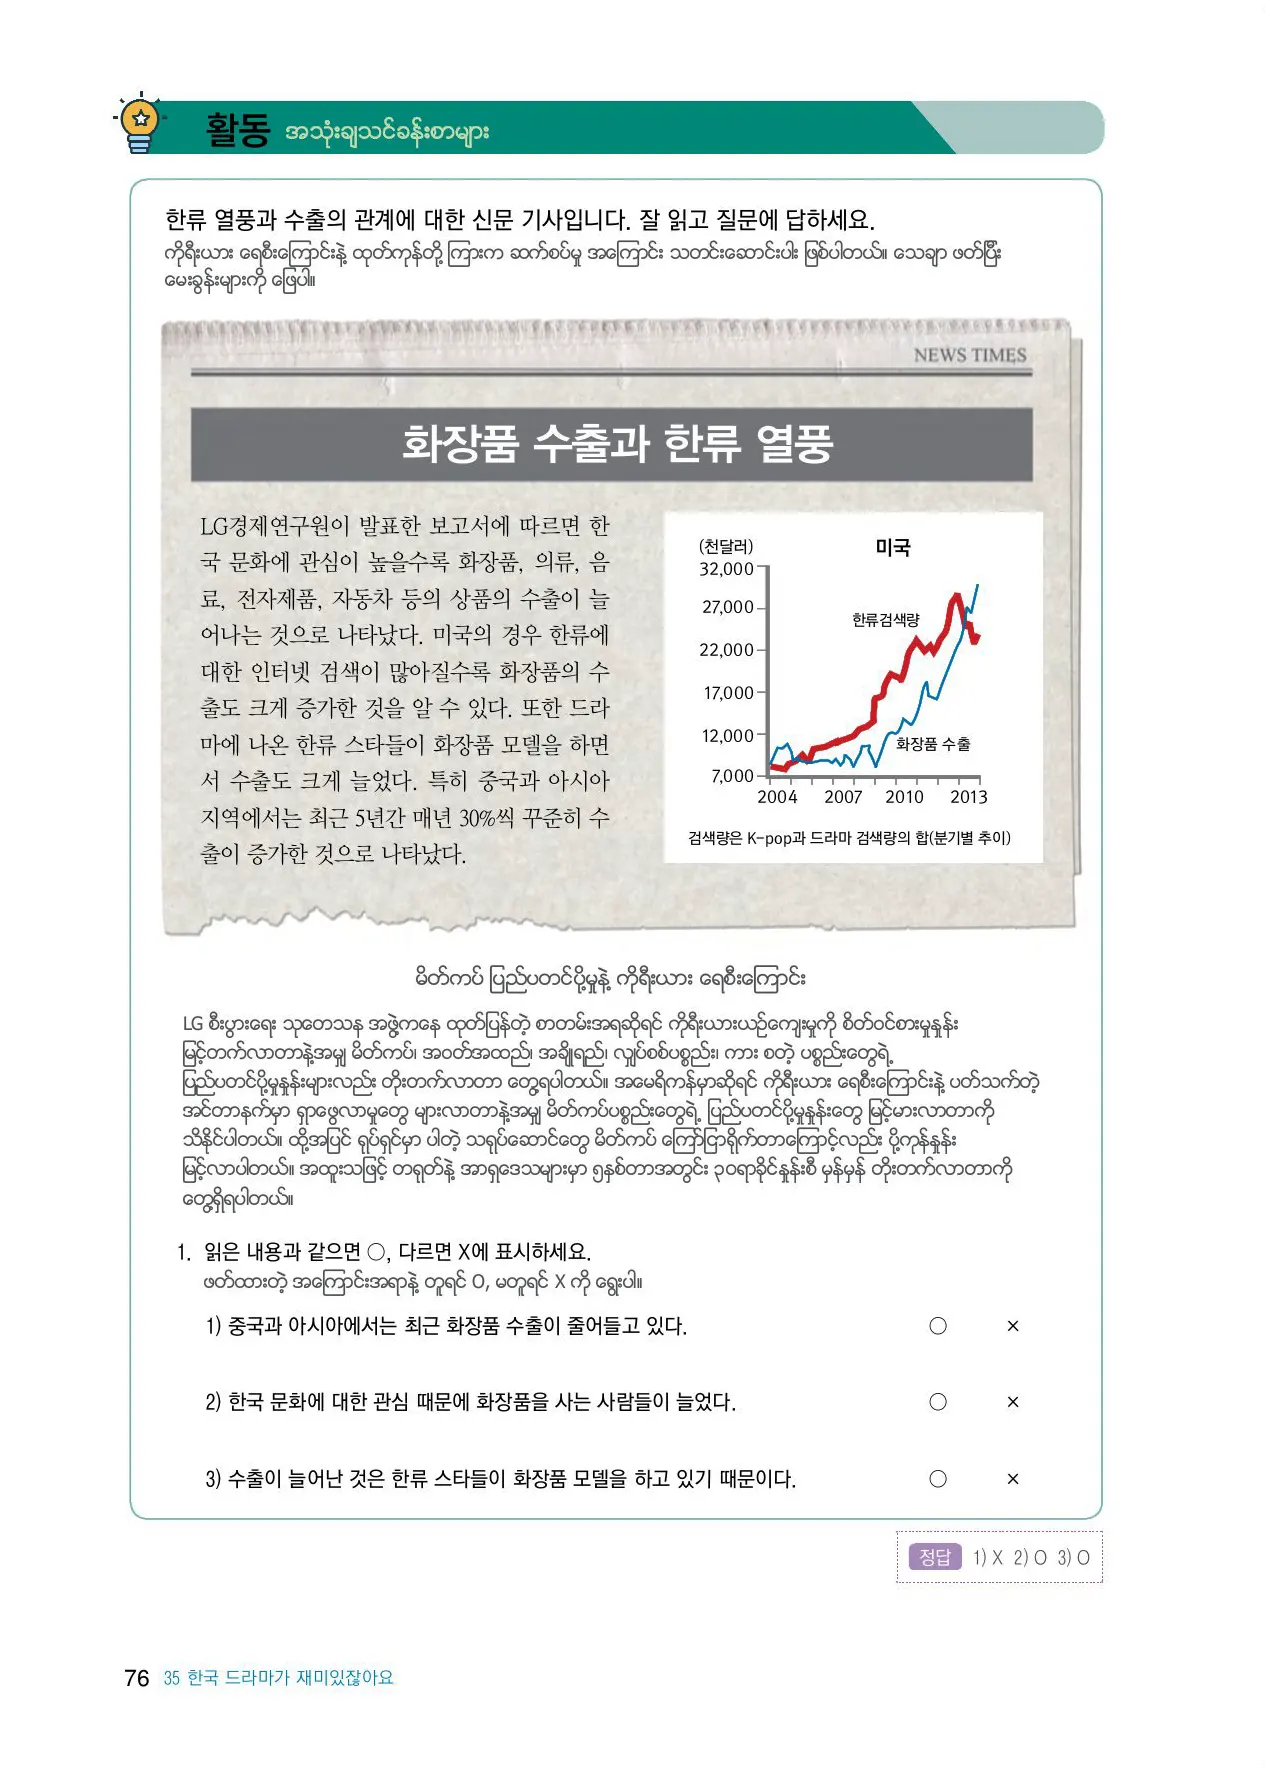 활동 အသုံးချသင်ခန်းစာများ
한류 열풍과 수출의 관계에 대한 신문 기사입니다. 잘 읽고 질문에 답하세요.
ကိုရီးယား ရေစီးကြောင်းနဲ့ ထုတ်ကုန်တို့ ကြားက ဆက်စပ်မှု အကြောင်း သတင်းဆောင်းပါး ဖြစ်ပါတယ်။ သေချာ ဖတ်ပြီး
မေးခွန်းများကို ဖြေပါ။
NEWS TIMES
화장품 수출과 한류 열풍
LG경제연구원이 발표한 보고서에 따르면 한
국 문화에 관심이 높을수록 화장품, 의류, 음
료, 전자제품, 자동차 등의 상품의 수출이 늘
어나는 것으로 나타났다. 미국의 경우 한류에
대한 인터넷 검색이 많아질수록 화장품의 수
출도 크게 증가한 것을 알 수 있다. 또한 드라
마에 나온 한류 스타들이 화장품 모델을 하면
서 수출도 크게 늘었다. 특히 중국과 아시아
지역에서는 최근 5년간 매년 30%씩 꾸준히 수
출이 증가한 것으로 나타났다.
(천달러) 미국
32,000
27,000
한류검색량
22,000
17,000
12,000
화장품 수출
7,000
2004 2007 2010 2013
검색량은 K-pop과 드라마 검색량의 합(분기별 추이)
မိတ်ကပ် ပြည်ပတင်ပို့မှုနဲ့ ကိုရီးယား ရေစီးကြောင်း
LG စီးပွားရေး သုတေသန အဖွဲ့ကနေ ထုတ်ပြန်တဲ့ စာတမ်းအရဆိုရင် ကိုရီးယားယဉ်ကျေးမှုကို စိတ်ဝင်စားမှုနှုန်း
မြင့်တက်လာတာနဲ့အမျှ မိတ်ကပ်၊ အဝတ်အထည်၊ အချိုရည်၊ လျှပ်စစ်ပစ္စည်း၊ ကား စတဲ့ ပစ္စည်းတွေရဲ့
ပြည်ပတင်ပို့မှုနှုန်းများလည်း တိုးတက်လာတာ တွေ့ရပါတယ်။ အမေရိကန်မှာဆိုရင် ကိုရီးယား ရေစီးကြောင်းနဲ့ ပတ်သက်တဲ့
အင်တာနက်မှာ ရှာဖွေလာမှုတွေ များလာတာနဲ့အမျှ မိတ်ကပ်ပစ္စည်းတွေရဲ့ ပြည်ပတင်ပို့မှုနှုန်းတွေ မြင့်မားလာတာကို
သိနိုင်ပါတယ်။ ထို့အပြင် ရုပ်ရှင်မှာ ပါတဲ့ သရုပ်ဆောင်တွေ မိတ်ကပ် ကြော်ငြာရိုက်တာကြောင့်လည်း ပို့ကုန်နှုန်း
မြင့်လာပါတယ်။ အထူးသဖြင့် တရုတ်နဲ့ အာရှဒေသများမှာ ၅နှစ်တာအတွင်း ၃၀ရာခိုင်နှုန်းစီ မှန်မှန် တိုးတက်လာတာကို
တွေ့ရှိရပါတယ်။
1. 읽은 내용과 같으면 ○, 다르면 X에 표시하세요.
ဖတ်ထားတဲ့ အကြောင်းအရာနဲ့ တူရင် O, မတူရင် X ကို ရွေးပါ။
1) 중국과 아시아에서는 최근 화장품 수출이 줄어들고 있다. ○ ×
2) 한국 문화에 대한 관심 때문에 화장품을 사는 사람들이 늘었다. ○ ×
3) 수출이 늘어난 것은 한류 스타들이 화장품 모델을 하고 있기 때문이다. ○ ×
정답 1) X 2) O 3) O
76 35 한국 드라마가 재미있잖아요